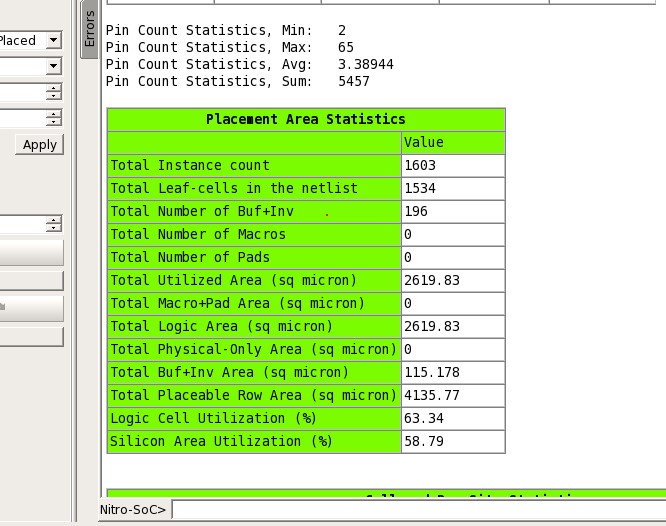 Placed
Errors
Apply
Pin Count Statistics, Min: 2
Pin Count Statistics, Max: 65
Pin Count Statistics, Avg: 3.38944
Pin Count Statistics, Sum: 5457
Placement Area Statistics
Value
Total Instance count 1603
Total Leaf-cells in the netlist 1534
Total Number of Buf+Inv . 196
Total Number of Macros 0
Total Number of Pads 0
Total Utilized Area (sq micron) 2619.83
Total Macro+Pad Area (sq micron) 0
Total Logic Area (sq micron) 2619.83
Total Physical-Only Area (sq micron) 0
Total Buf+Inv Area (sq micron) 115.178
Total Placeable Row Area (sq micron) 4135.77
Logic Cell Utilization (%) 63.34
Silicon Area Utilization (%) 58.79
Nitro-SoC>